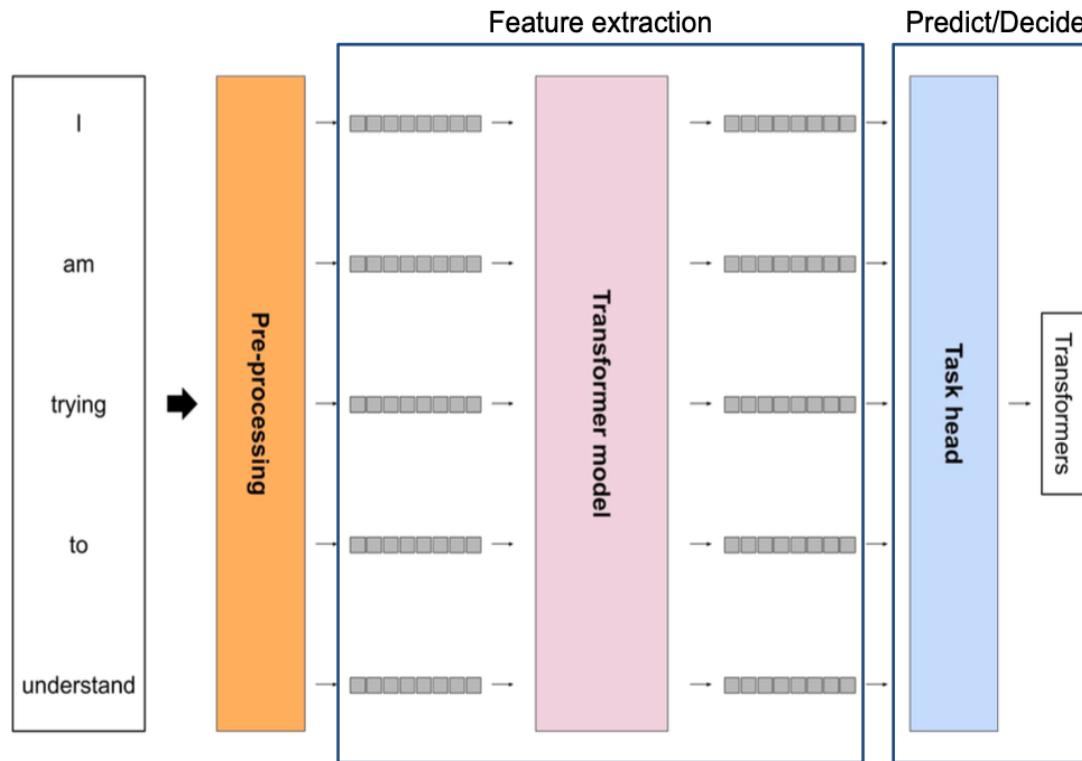 Feature extraction
Predict/Decide
I
am
trying
to
understand
Pre-processing
Transformer model
Task head
Transformers